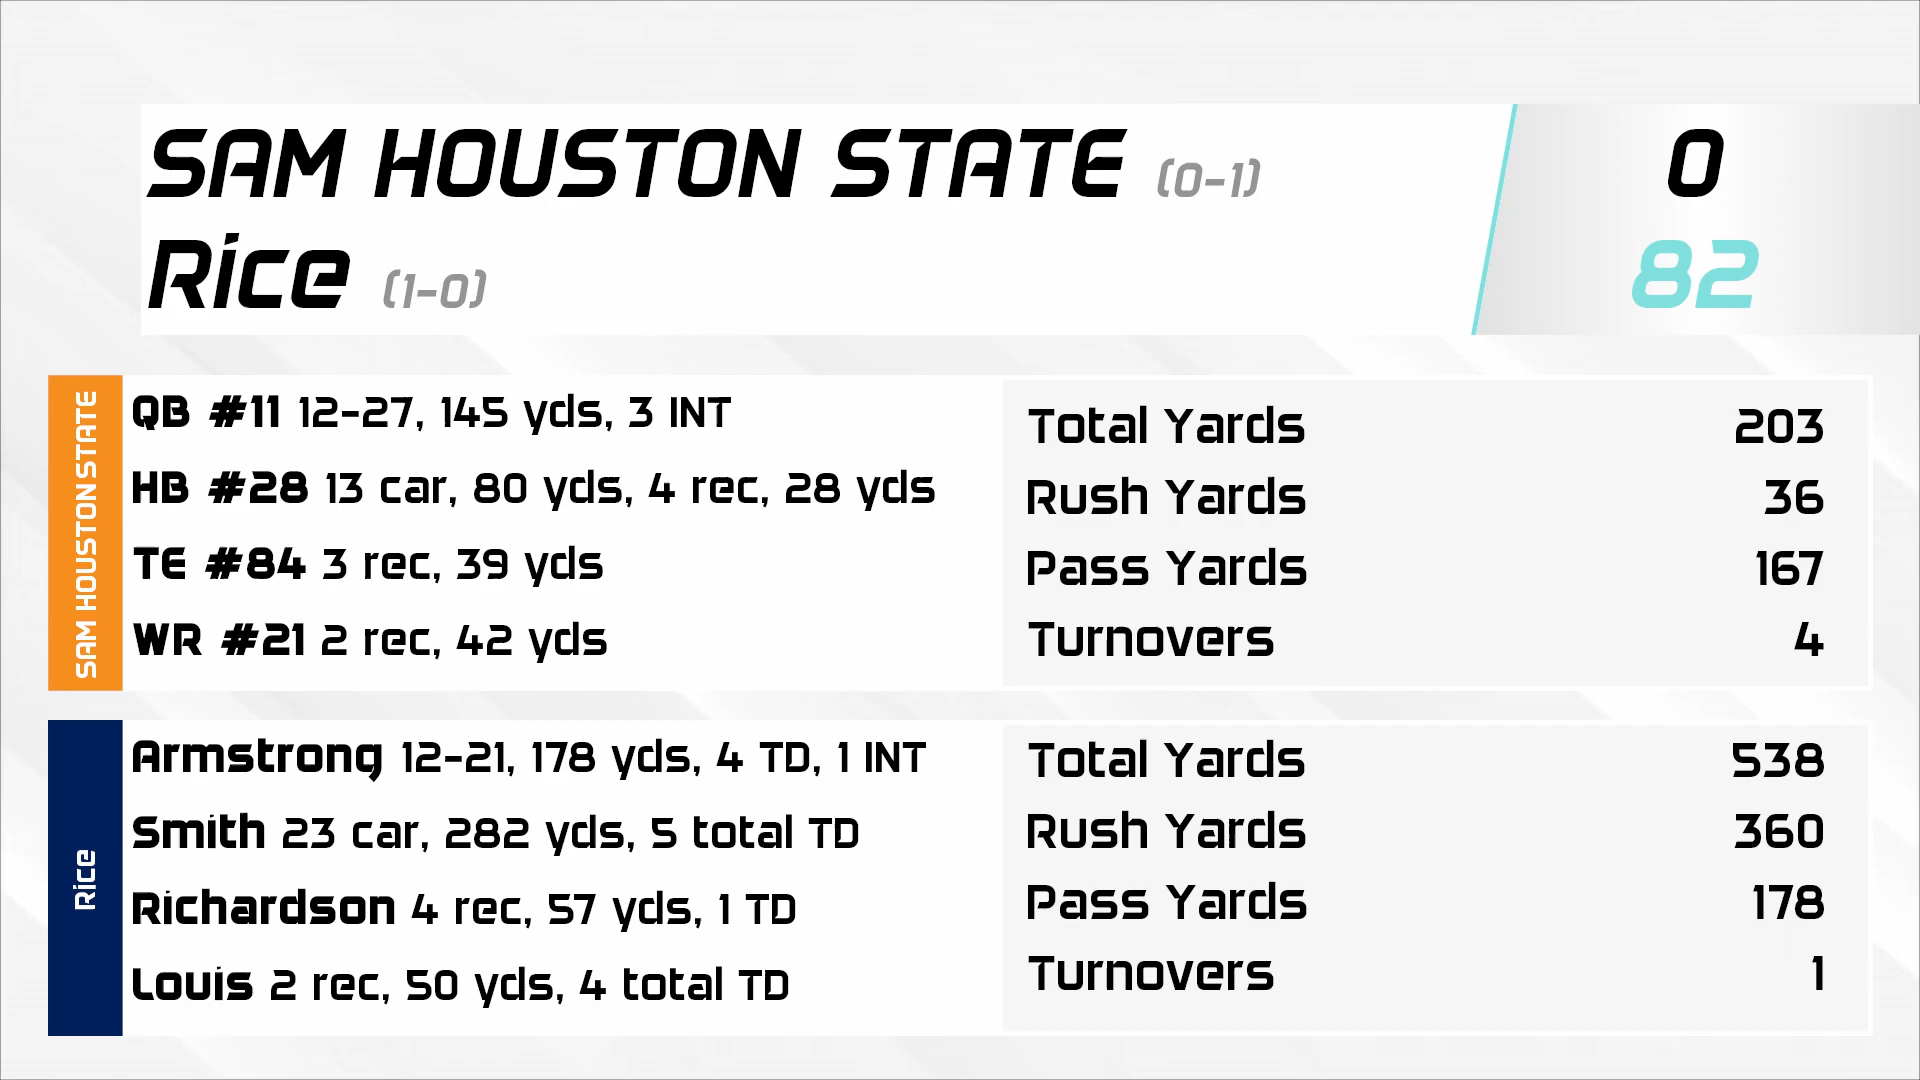 SAM HOUSTON STATE (0-1) 0
Rice (1-0) 82
SAM HOUSTON STATE
QB #11 12-27, 145 yds, 3 INT
HB #28 13 car, 80 yds, 4 rec, 28 yds
TE #84 3 rec, 39 yds
WR #21 2 rec, 42 yds
Total Yards 203
Rush Yards 36
Pass Yards 167
Turnovers 4
Rice
Armstrong 12-21, 178 yds, 4 TD, 1 INT
Smith 23 car, 282 yds, 5 total TD
Richardson 4 rec, 57 yds, 1 TD
Louis 2 rec, 50 yds, 4 total TD
Total Yards 538
Rush Yards 360
Pass Yards 178
Turnovers 1